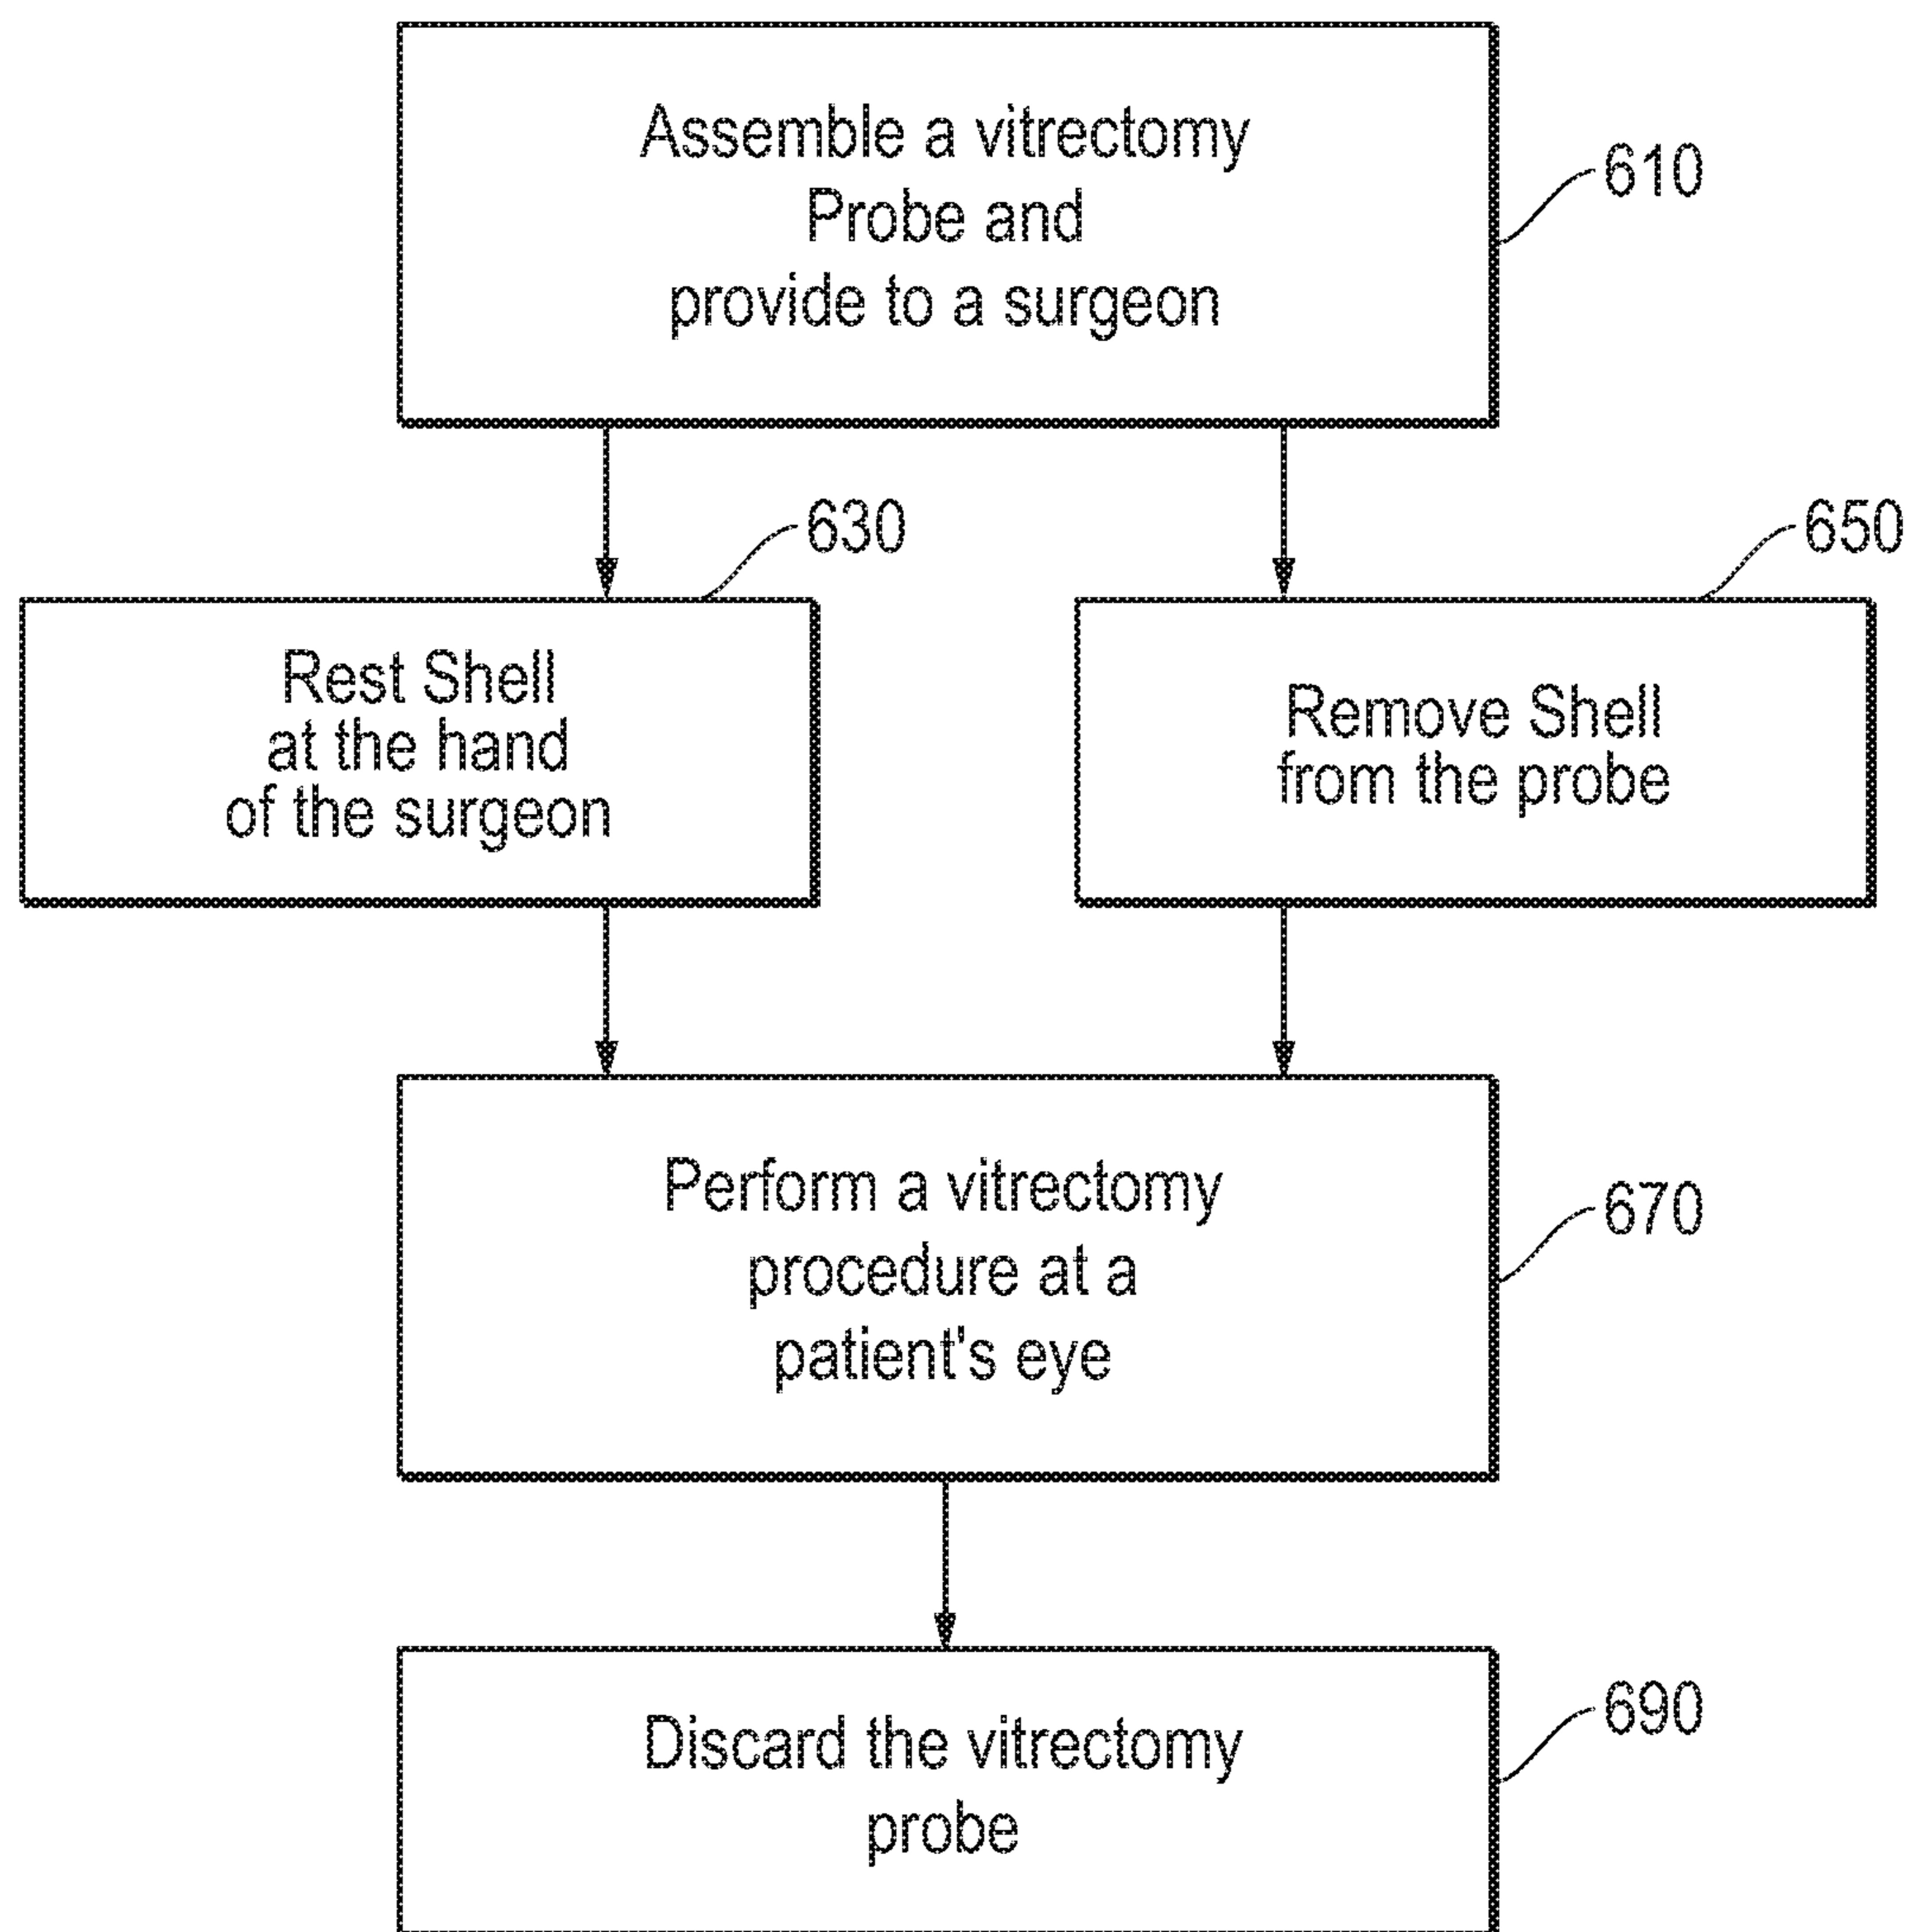 Assemble a vitrectomy
Probe and
provide to a surgeon
610
630
650
Rest Shell
at the hand
of the surgeon
Remove Shell
from the probe
Perform a vitrectomy
procedure at a
patient's eye
670
Discard the vitrectomy
probe
690